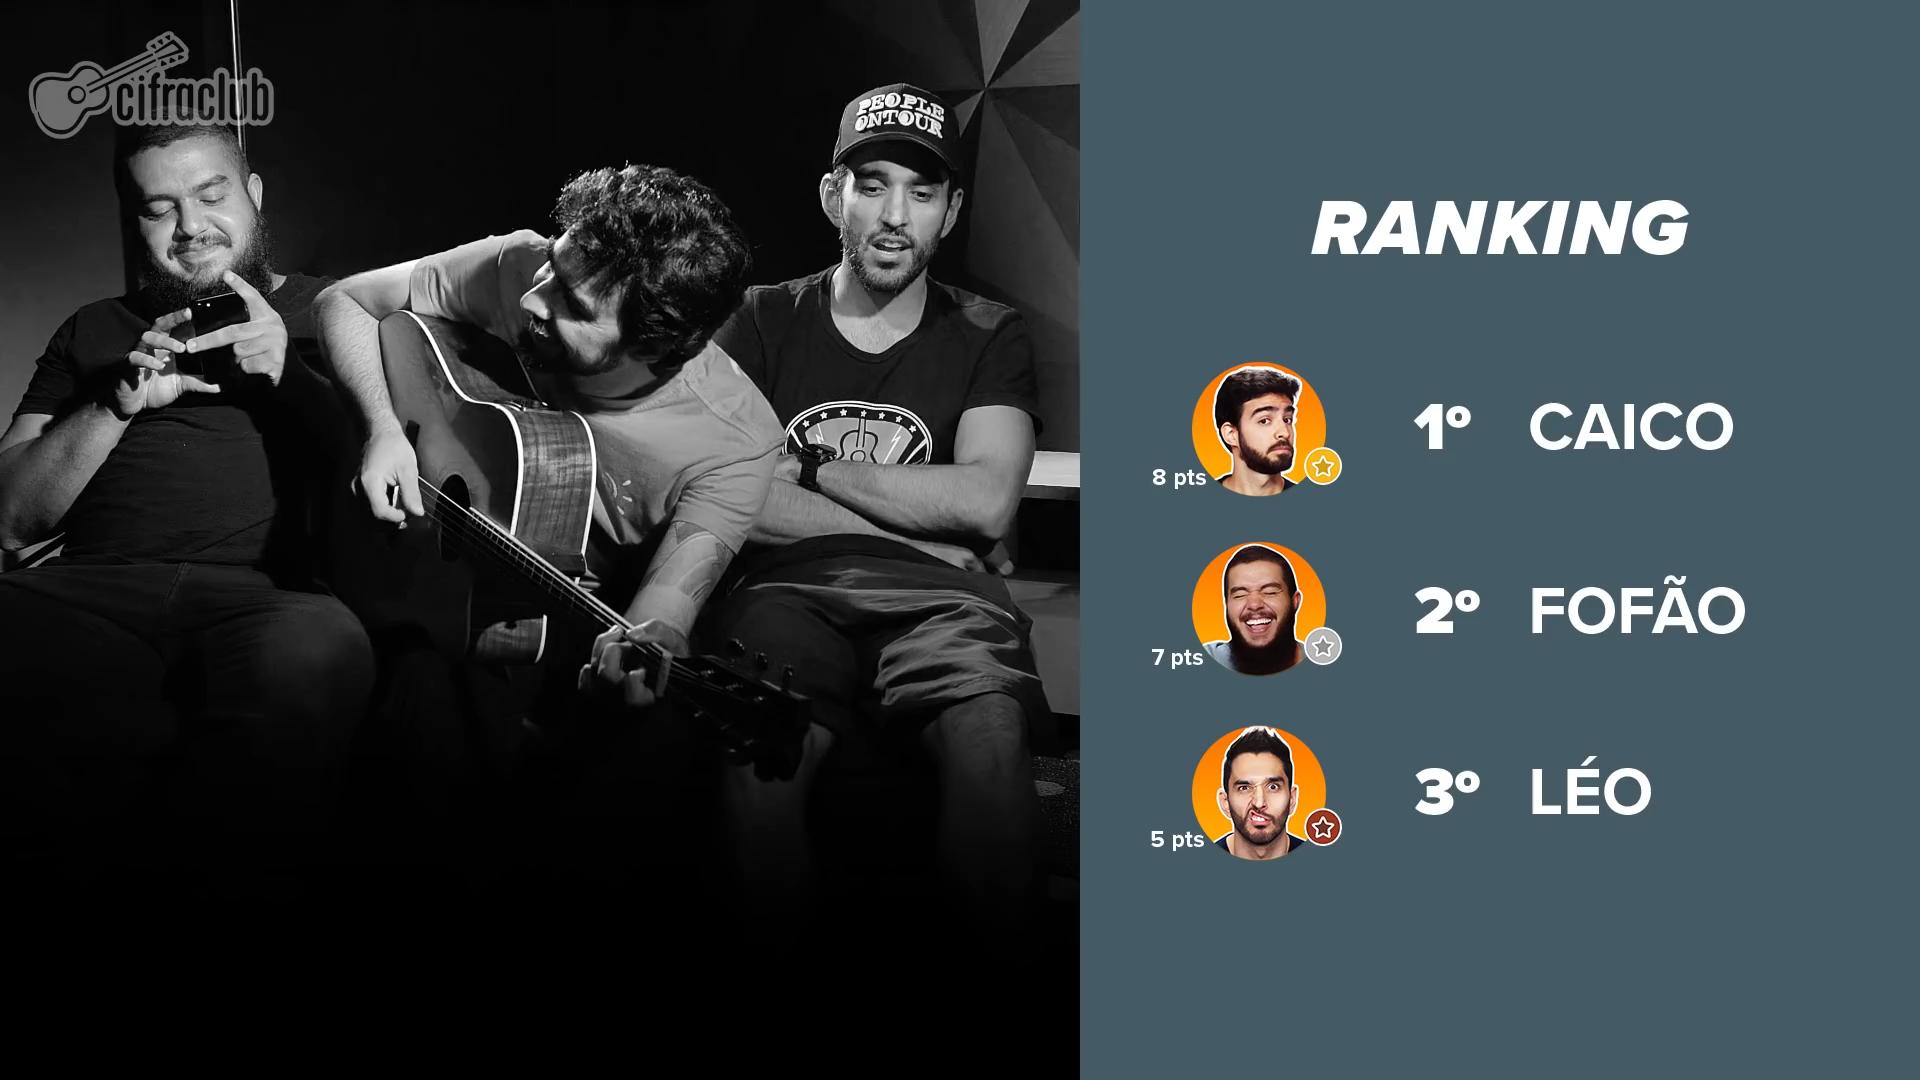 cifraclub
PEOPLE
ONTOUR
RANKING
8 pts
1º CAICO
7 pts
2º FOFÃO
5 pts
3º LÉO